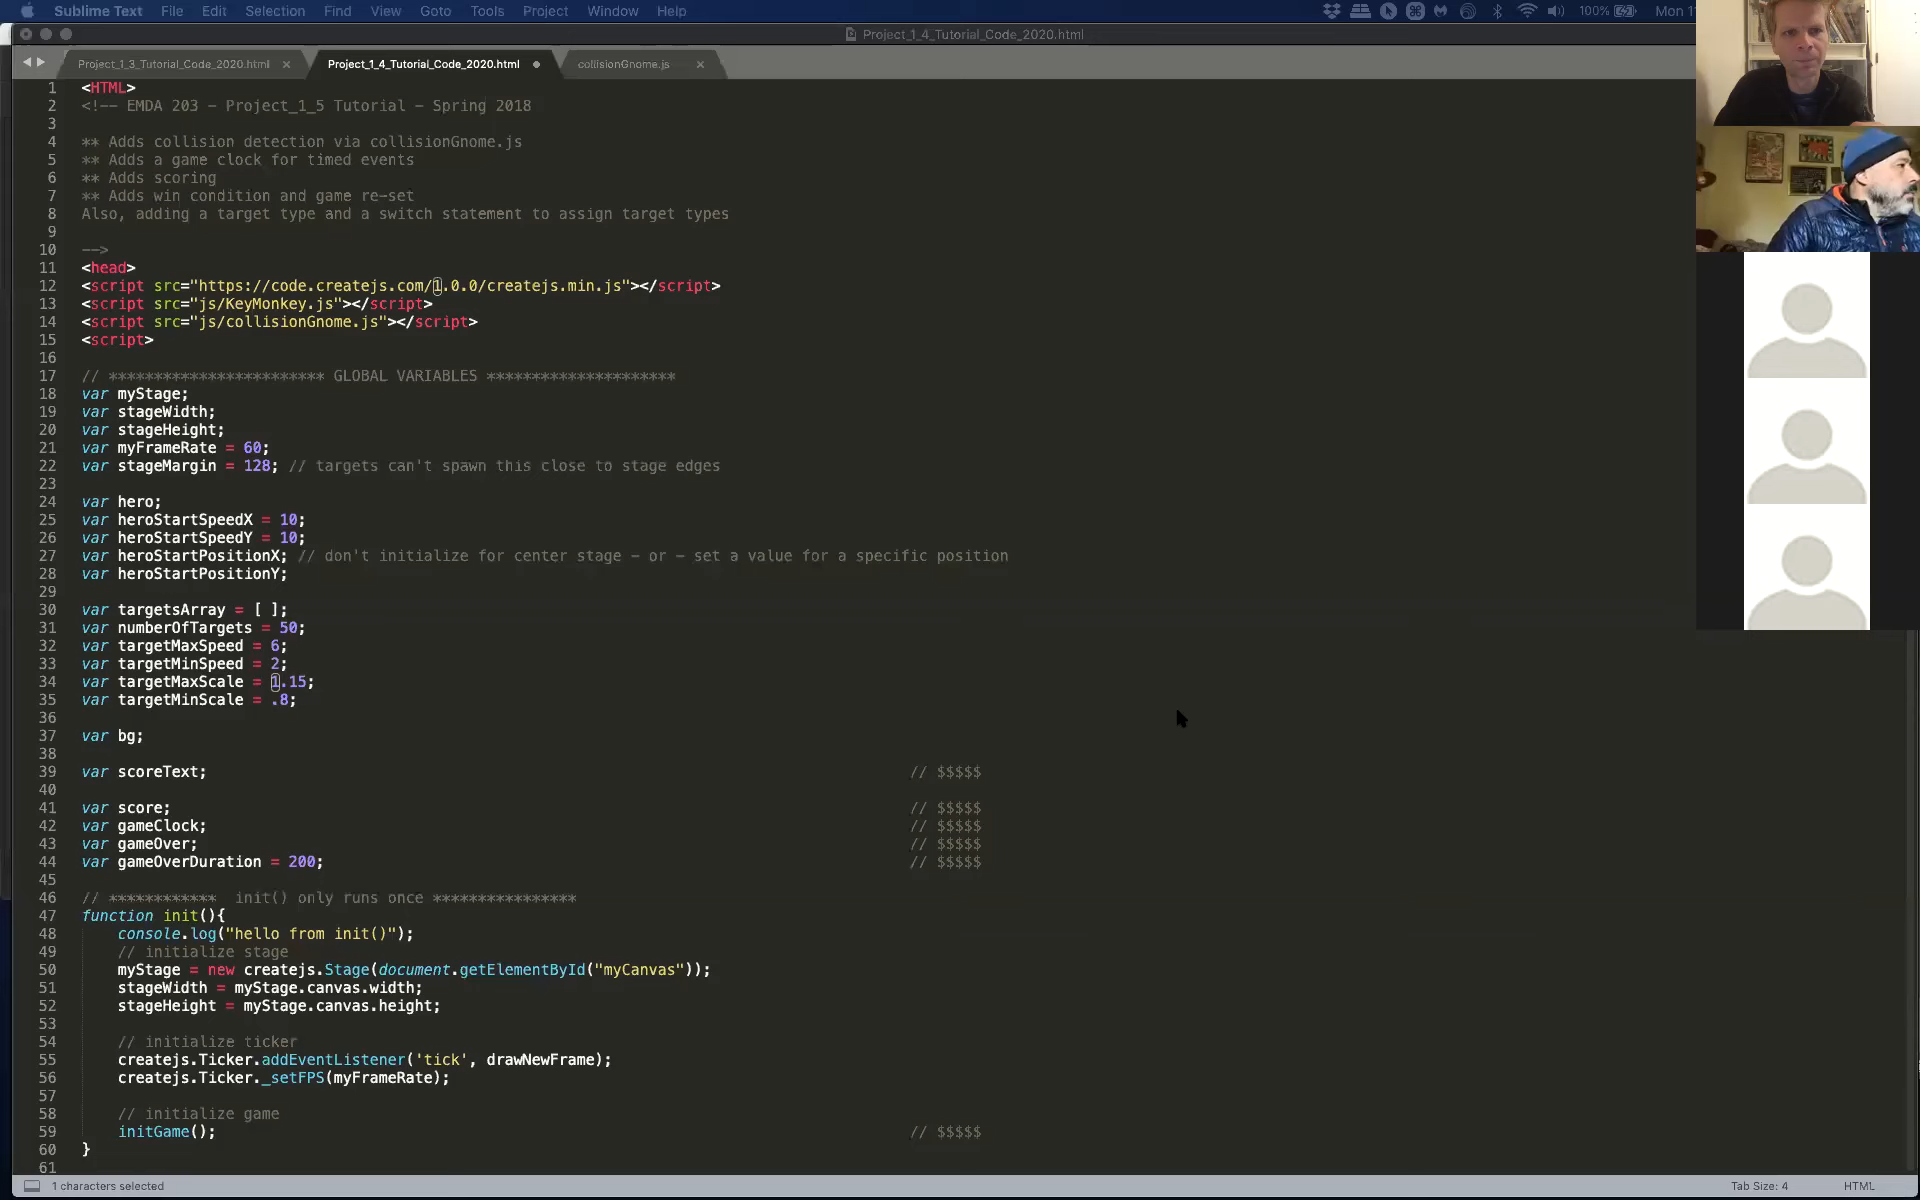 Sublime Text File Edit Selection Find View Goto Tools Project Window Help 100% Mon 1
Project_1_4_Tutorial_Code_2020.html
Project_1_3_Tutorial_Code_2020.html × Project_1_4_Tutorial_Code_2020.html collisionGnome.js ×
1 <HTML>
2 <!-- EMDA 203 - Project_1_5 Tutorial - Spring 2018
3
4 ** Adds collision detection via collisionGnome.js
5 ** Adds a game clock for timed events
6 ** Adds scoring
7 ** Adds win condition and game re-set
8 Also, adding a target type and a switch statement to assign target types
9
10 -->
11 <head>
12 <script src="https://code.createjs.com/1.0.0/createjs.min.js"></script>
13 <script src="js/KeyMonkey.js"></script>
14 <script src="js/collisionGnome.js"></script>
15 <script>
16
17 // ************************ GLOBAL VARIABLES *********************
18 var myStage;
19 var stageWidth;
20 var stageHeight;
21 var myFrameRate = 60;
22 var stageMargin = 128; // targets can't spawn this close to stage edges
23
24 var hero;
25 var heroStartSpeedX = 10;
26 var heroStartSpeedY = 10;
27 var heroStartPositionX; // don't initialize for center stage - or - set a value for a specific position
28 var heroStartPositionY;
29
30 var targetsArray = [ ];
31 var numberOfTargets = 50;
32 var targetMaxSpeed = 6;
33 var targetMinSpeed = 2;
34 var targetMaxScale = 1.15;
35 var targetMinScale = .8;
36
37 var bg;
38
39 var scoreText; // $$$$$
40
41 var score; // $$$$$
42 var gameClock; // $$$$$
43 var gameOver; // $$$$$
44 var gameOverDuration = 200; // $$$$$
45
46 // ************ init() only runs once ****************
47 function init(){
48 console.log("hello from init()");
49 // initialize stage
50 myStage = new createjs.Stage(document.getElementById("myCanvas"));
51 stageWidth = myStage.canvas.width;
52 stageHeight = myStage.canvas.height;
53
54 // initialize ticker
55 createjs.Ticker.addEventListener('tick', drawNewFrame);
56 createjs.Ticker._setFPS(myFrameRate);
57
58 // initialize game
59 initGame(); // $$$$$
60 }
61
1 characters selected Tab Size: 4 HTML